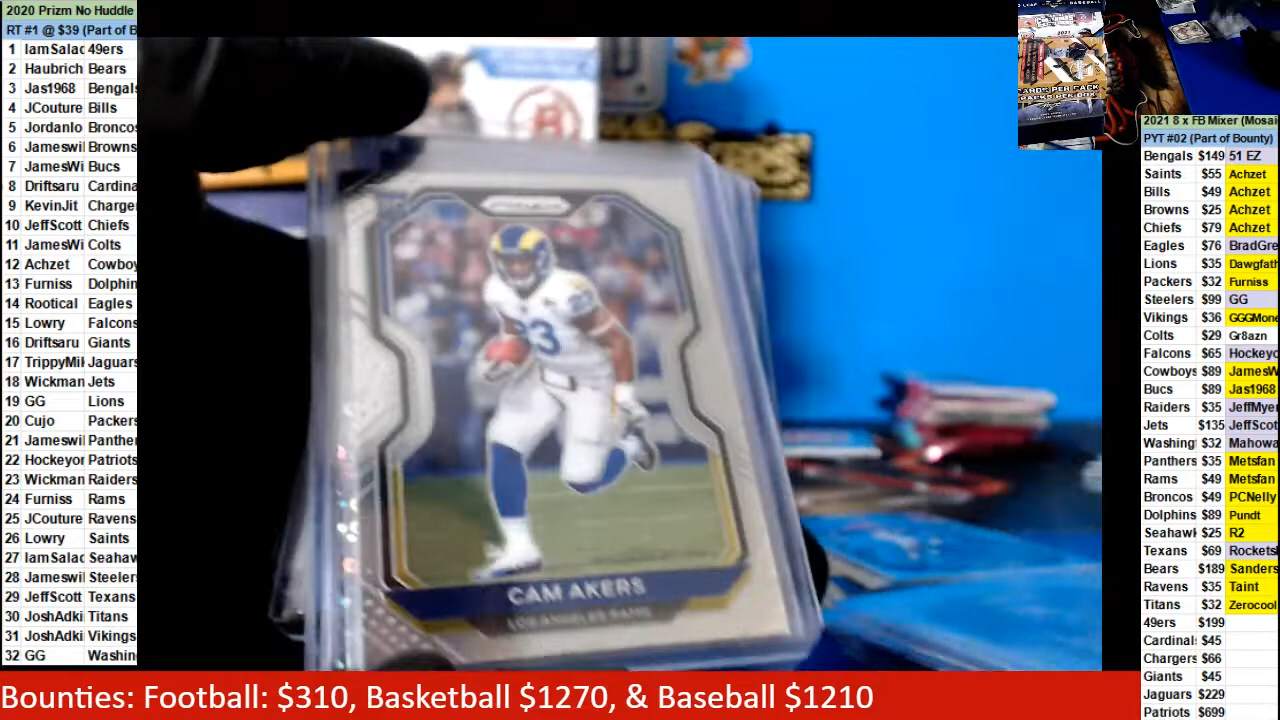 2020 Prizm No Huddle
RT #1 @ $39 (Part of B
1 IamSalac 49ers
2 Haubrich Bears
3 Jas1968 Bengals
4 JCouture Bills
5 Jordanlo Broncos
6 Jameswil Browns
7 JamesWi Bucs
8 Driftsaru Cardina
9 KevinJit Charge
10 JeffScott Chiefs
11 JamesWi Colts
12 Achzet Cowboy
13 Furniss Dolphin
14 Rootical Eagles
15 Lowry Falcons
16 Driftsaru Giants
17 TrippyMil Jaguars
18 Wickman Jets
19 GG Lions
20 Cujo Packers
21 Jameswil Panther
22 Hockeyor Patriots
23 Wickman Raiders
24 Furniss Rams
25 JCouture Ravens
26 Lowry Saints
27 IamSalac Seahaw
28 Jameswil Steeler
29 JeffScott Texans
30 JoshAdki Titans
31 JoshAdki Vikings
32 GG Washin
PRIZM
CAM AKERS
LOS ANGELES RAMS
2021 8 x FB Mixer (Mosai
PYT #02 (Part of Bounty)
Bengals $149 51 EZ
Saints $55 Achzet
Bills $49 Achzet
Browns $25 Achzet
Chiefs $79 Achzet
Eagles $76 BradGre
Lions $35 Dawgfath
Packers $32 Furniss
Steelers $99 GG
Vikings $36 GGGMone
Colts $29 Gr8azn
Falcons $65 Hockeyo
Cowboys $89 JamesW
Bucs $89 Jas1968
Raiders $35 JeffMye
Jets $135 JeffScot
Washing $32 Mahowa
Panthers $35 Metsfan
Rams $49 Metsfan
Broncos $49 PCNelly
Dolphins $89 Pundt
Seahawk $25 R2
Texans $69 Rockets
Bears $189 Sanders
Ravens $35 Taint
Titans $32 Zerocool
49ers $199
Cardinal $45
Chargers $66
Giants $45
Jaguars $229
Patriots $699
Bounties: Football: $310, Basketball $1270, & Baseball $1210